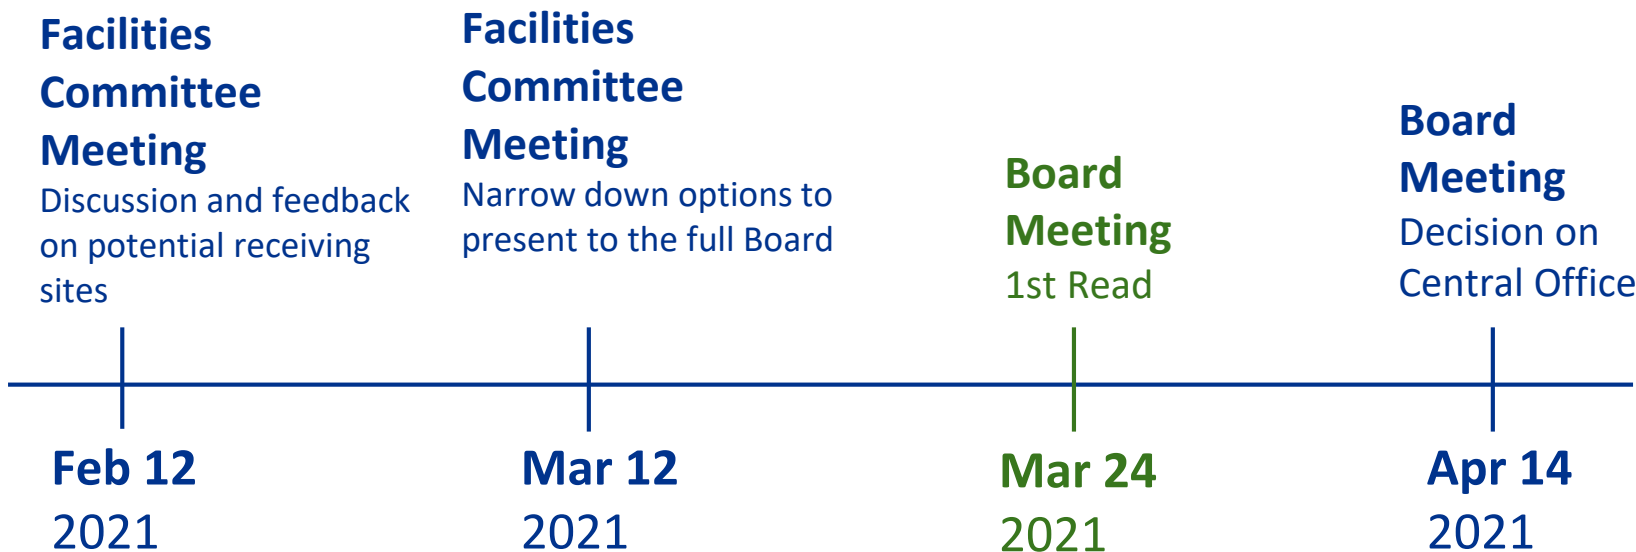 Facilities
Committee
Meeting
Discussion and feedback
on potential receiving
sites
Feb 12
2021
Facilities
Committee
Meeting
Narrow down options to
present to the full Board
Mar 12
2021
Board
Meeting
1st Read
Mar 24
2021
Board
Meeting
Decision on
Central Office
Apr 14
2021